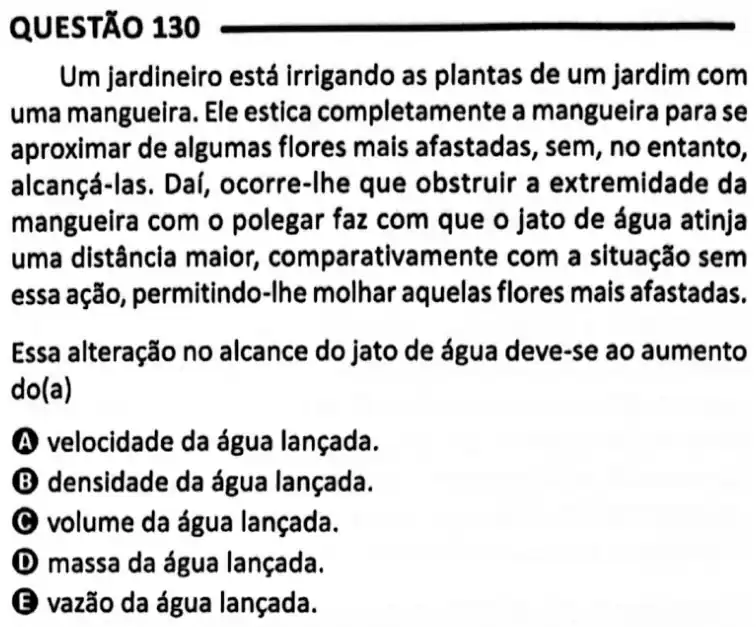 QUESTÃO 130
Um jardineiro está irrigando as plantas de um jardim com
uma mangueira. Ele estica completamente a mangueira para se
aproximar de algumas flores mais afastadas, sem, no entanto,
alcançá-las. Daí, ocorre-lhe que obstruir a extremidade da
mangueira com o polegar faz com que o jato de água atinja
uma distância maior, comparativamente com a situação sem
essa ação, permitindo-lhe molhar aquelas flores mais afastadas.
Essa alteração no alcance do jato de água deve-se ao aumento
do(a)
A velocidade da água lançada.
B densidade da água lançada.
C volume da água lançada.
D massa da água lançada.
E vazão da água lançada.